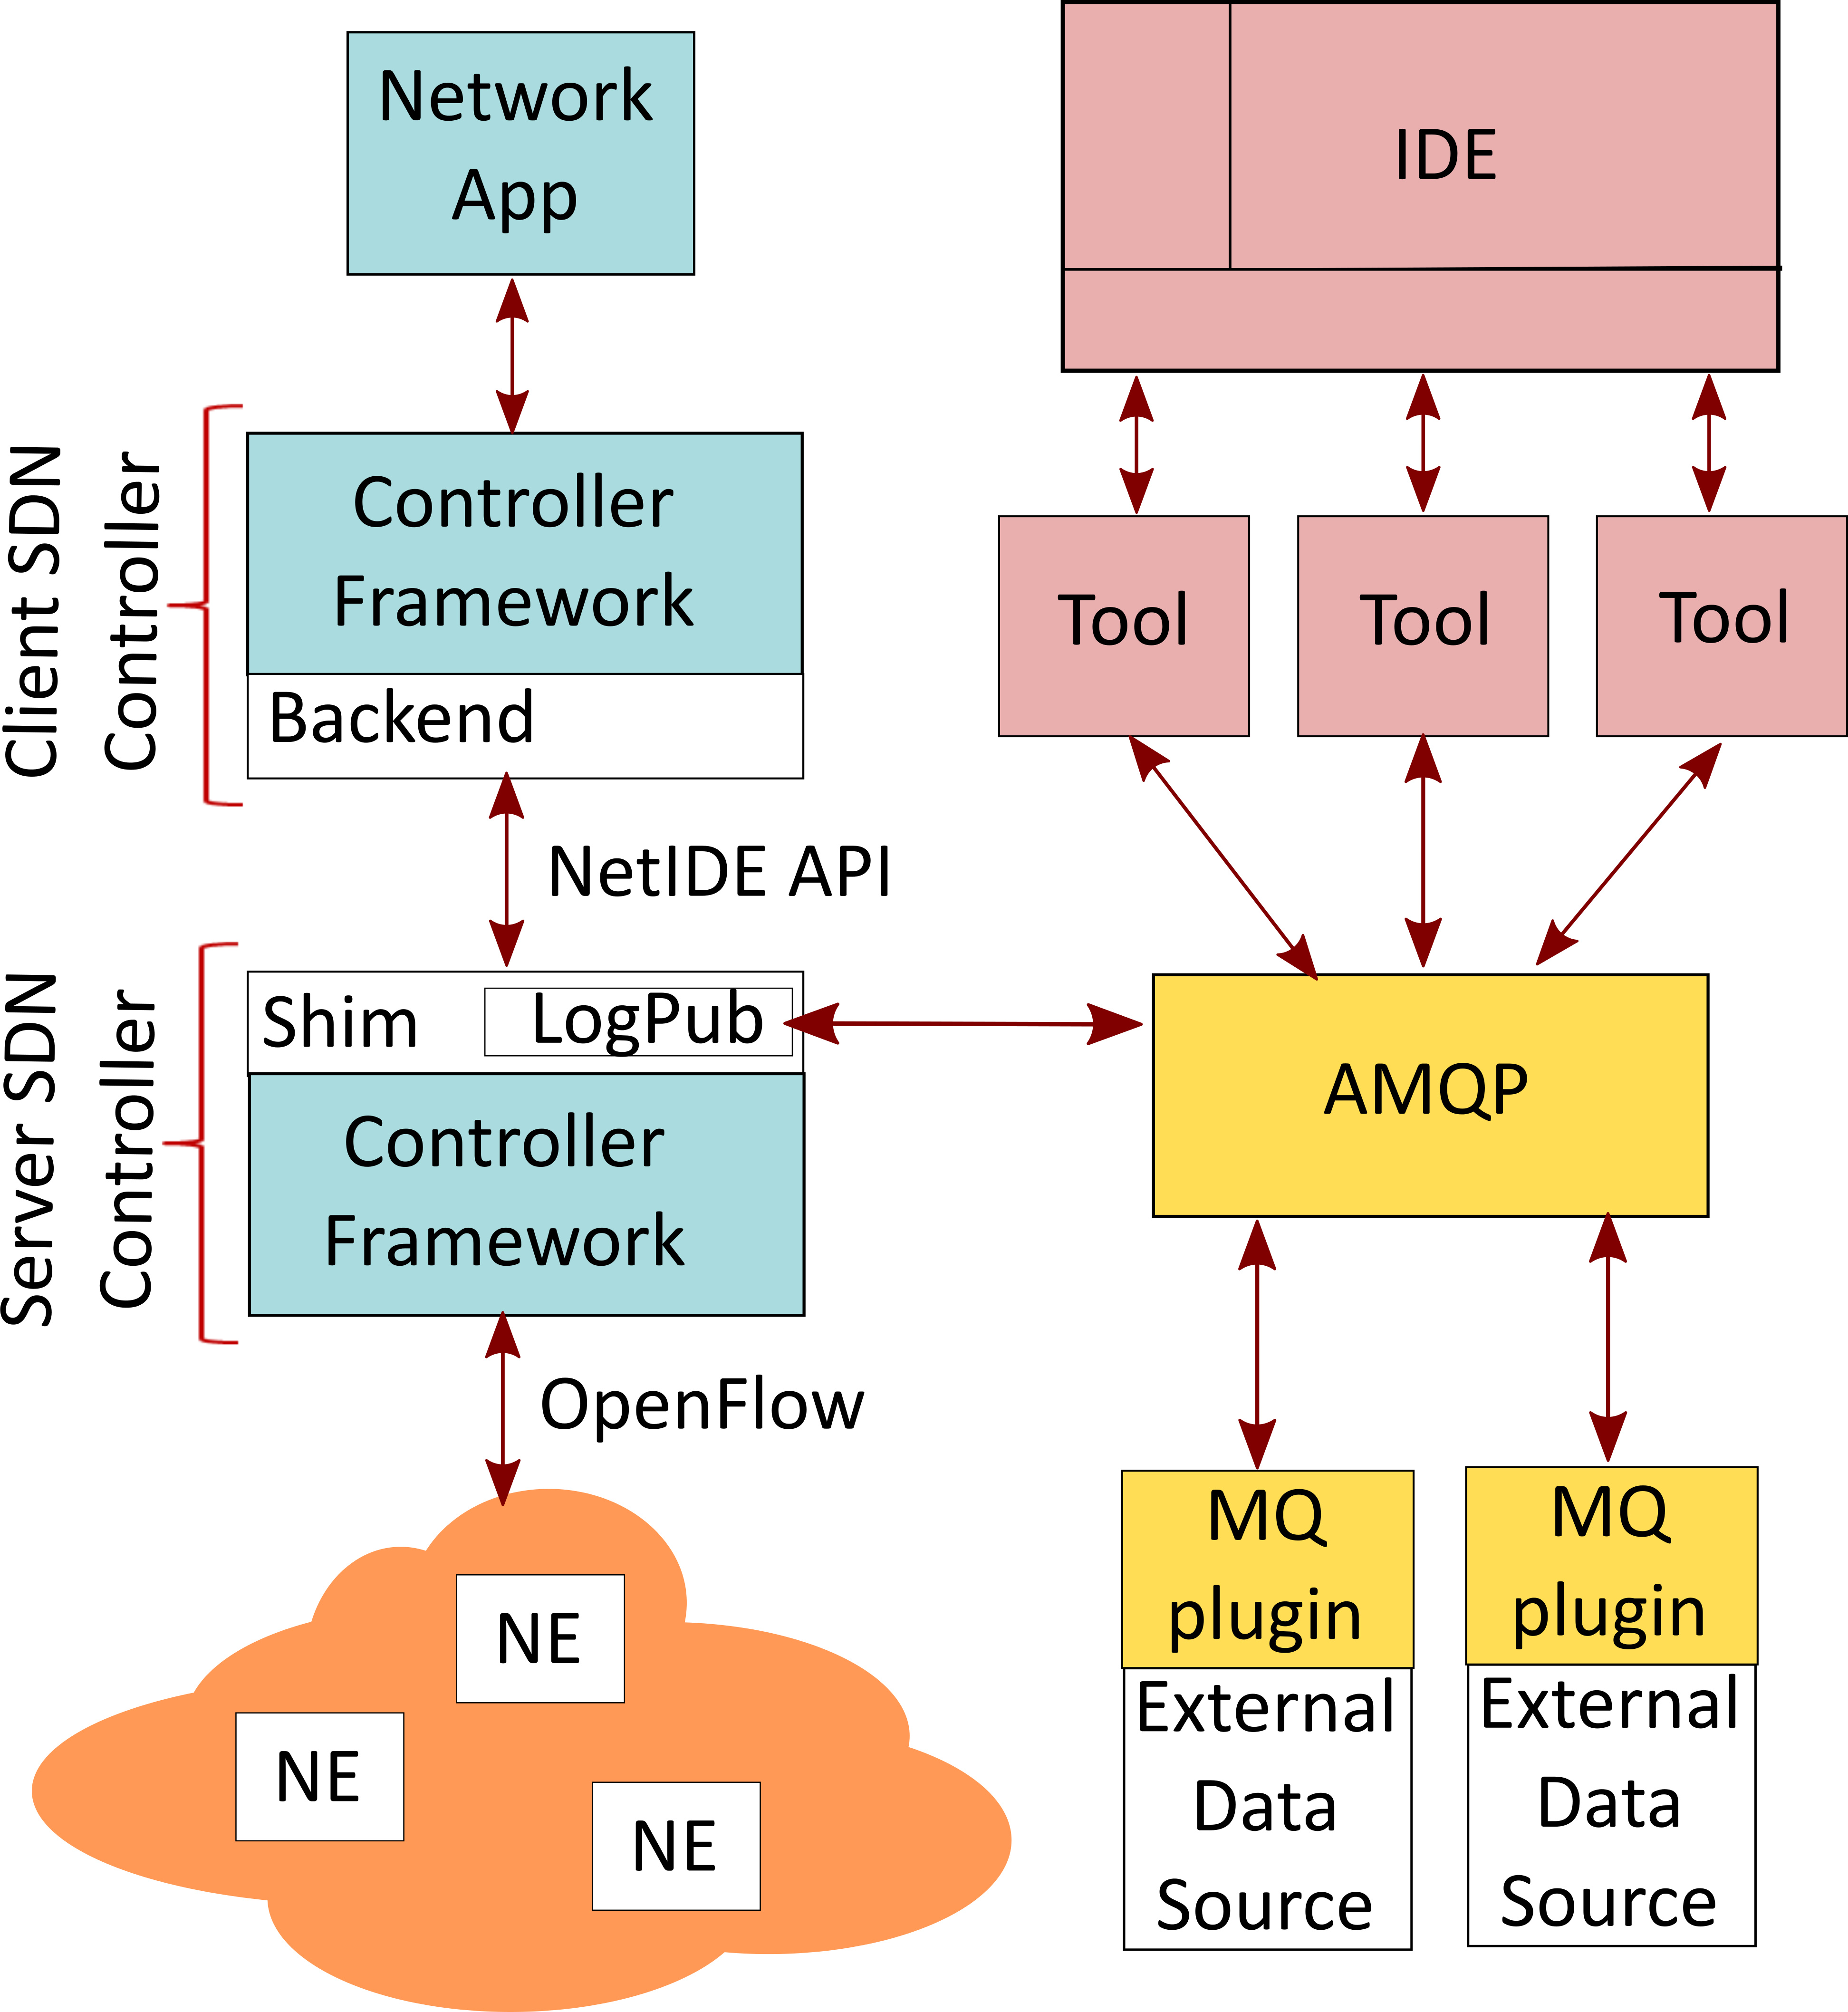 Network
App
IDE
Client SDN
Controller
Controller
Framework
Backend
Tool
Tool
Tool
NetIDE API
Server SDN
Controller
Shim
LogPub
Controller
Framework
AMQP
OpenFlow
NE
NE
NE
MQ
plugin
External
Data
Source
MQ
plugin
External
Data
Source